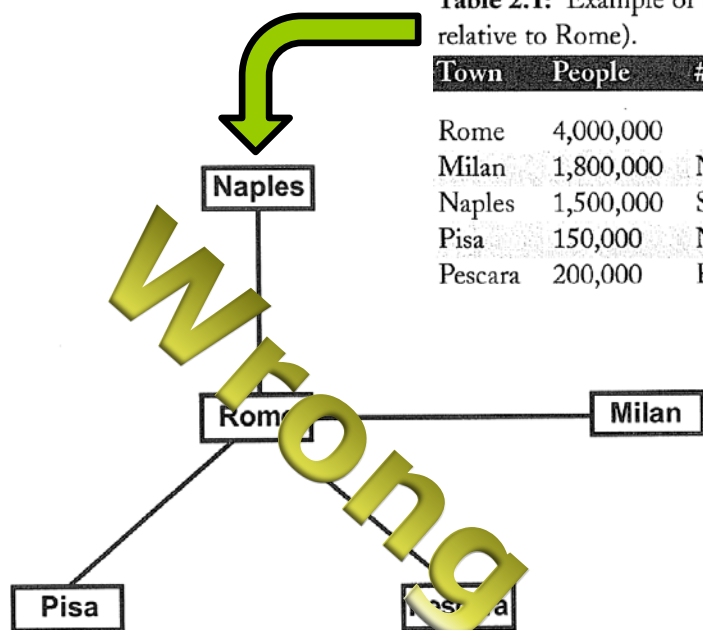 Table 2.1: Example of
relative to Rome).
Town People #
Rome 4,000,000
Milan 1,800,000 N
Naples 1,500,000 S
Pisa 150,000 N
Pescara 200,000
Naples
Wrong
Rome
Milan
Pisa